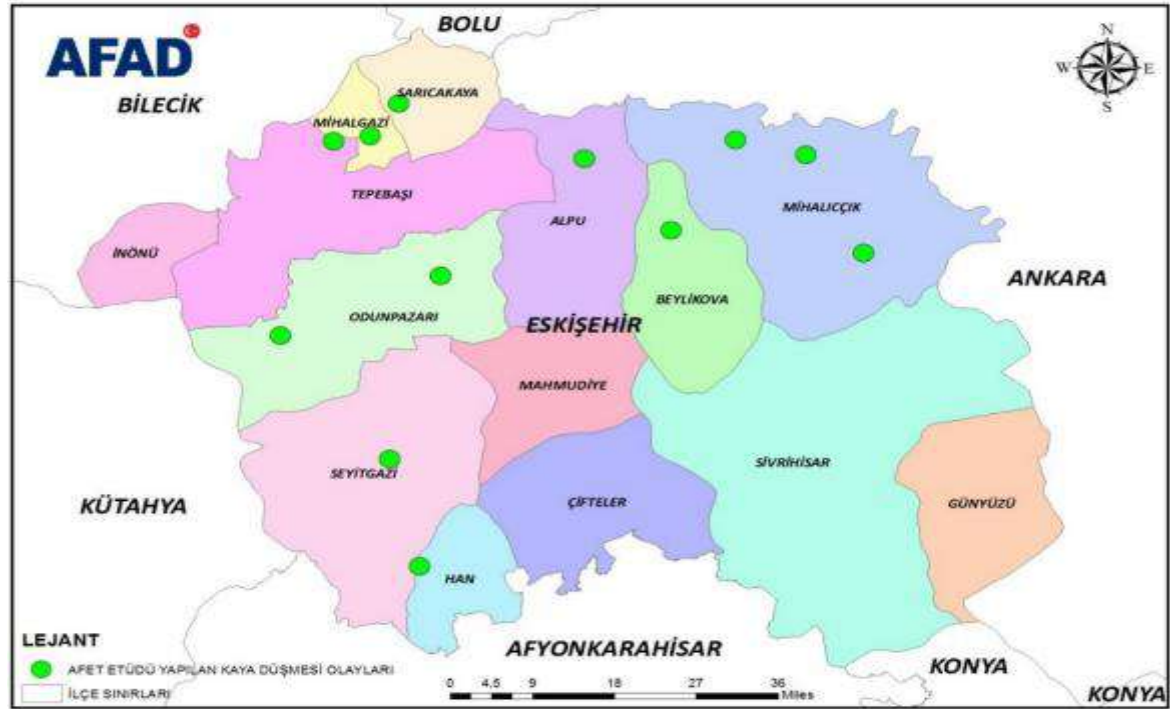 BOLU
AFAD
N
W E
S
BİLECİK
SARICAKAYA
MİHALGAZİ
TEPEBAŞI
ALPU
MİHALIÇÇIK
İNÖNÜ
ANKARA
BEYLİKOVA
ODUNPAZARI
ESKİŞEHİR
MAHMUDİYE
SEYİTGAZİ
SİVRİHİSAR
KÜTAHYA
ÇİFTELER
GÜNYÜZÜ
HAN
LEJANT
AFYONKARAHİSAR
AFET ETÜDÜ YAPILAN KAYA DÜŞMESİ OLAYLARI
KONYA
İLÇE SINIRLARI
0 4,5 9 18 27 36
Miles
KONYA